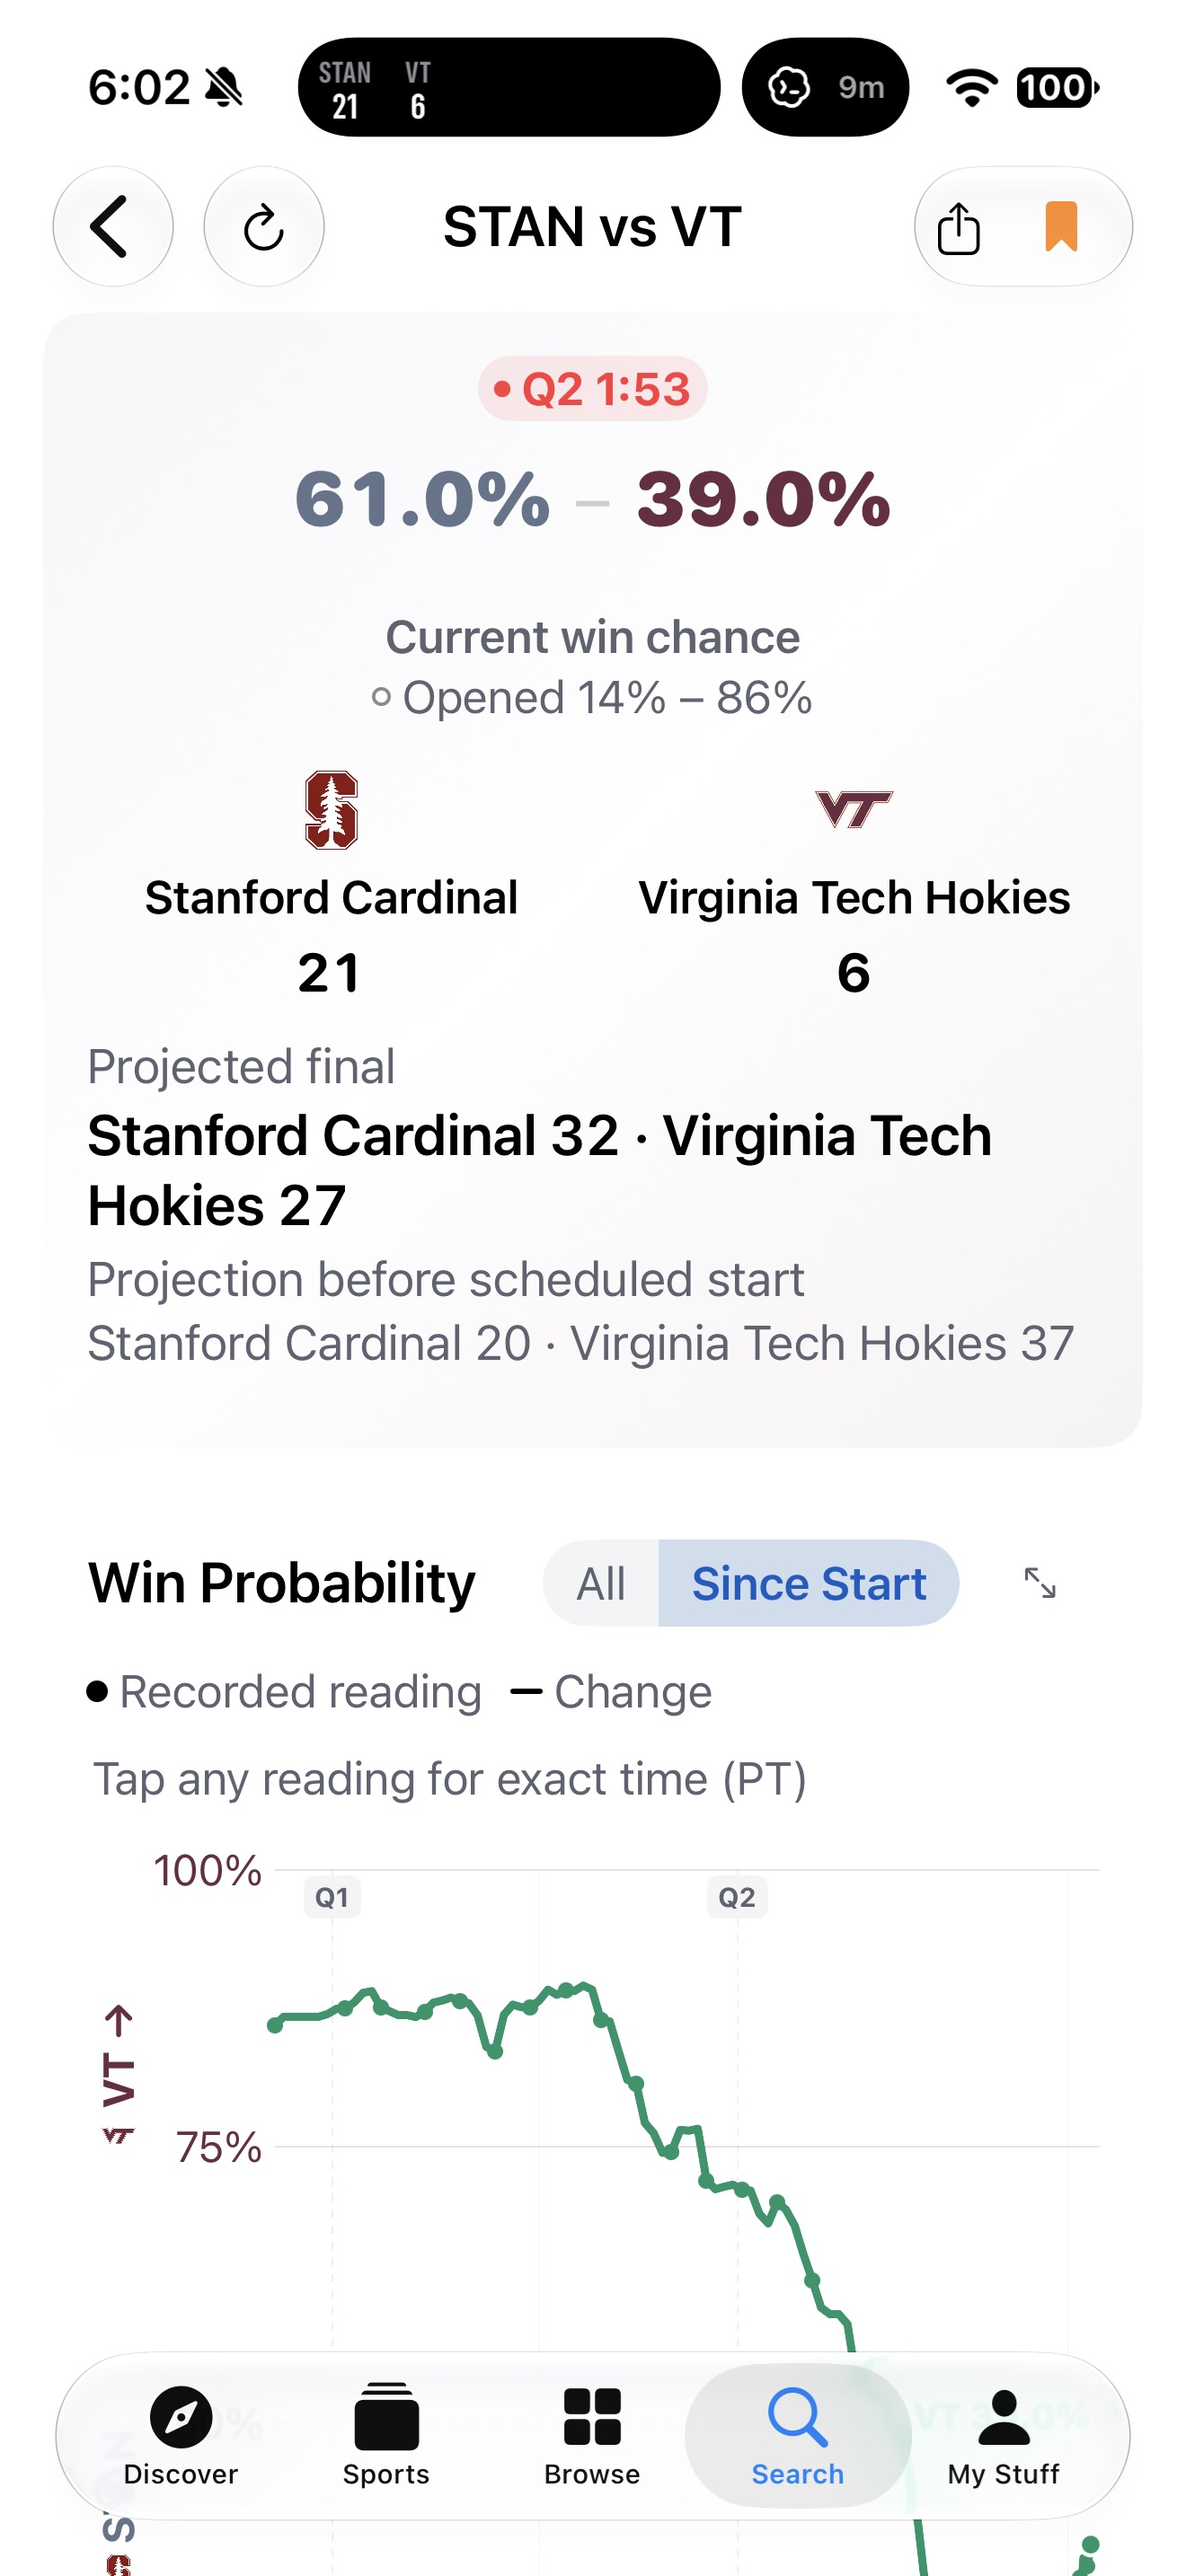 6:02
STAN VT
21 6
9m
100
STAN vs VT
Q2 1:53
61.0% – 39.0%
Current win chance
Opened 14% – 86%
Stanford Cardinal
Virginia Tech Hokies
21
6
Projected final
Stanford Cardinal 32 · Virginia Tech
Hokies 27
Projection before scheduled start
Stanford Cardinal 20 · Virginia Tech Hokies 37
Win Probability
All
Since Start
Recorded reading
Change
Tap any reading for exact time (PT)
100%
Q1
Q2
VT →
75%
Discover
Sports
Browse
Search
My Stuff